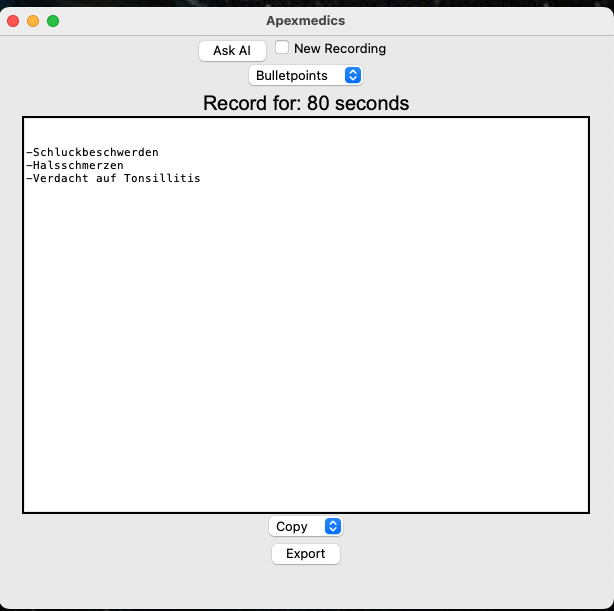 Apexmedics
Ask AI New Recording
Bulletpoints
Record for: 80 seconds
-Schluckbeschwerden
-Halsschmerzen
-Verdacht auf Tonsillitis
Copy
Export